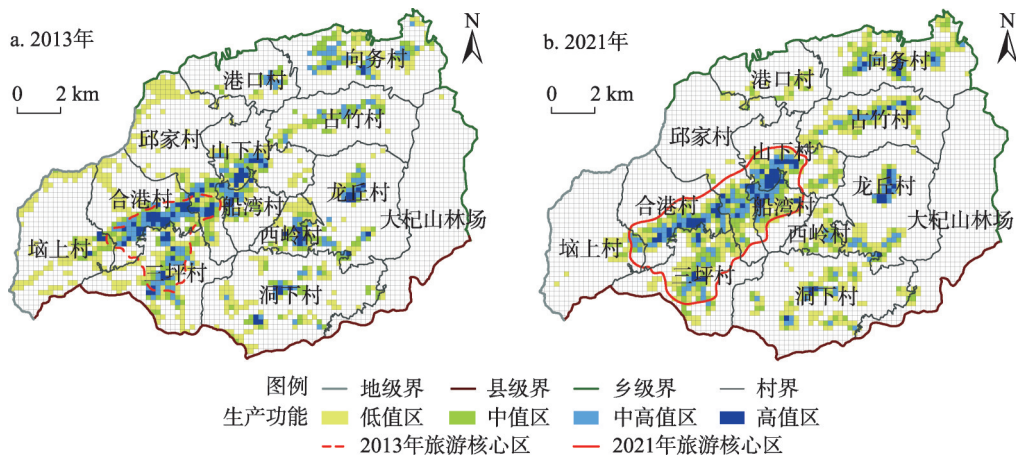 a. 2013年
N
0 2 km
向务村
港口村
古竹村
邱家村
山下村
龙丘村
合港村
船湾村
大杞山林场
西岭村
垴上村
三坪村
洞下村
b. 2021年
N
0 2 km
向务村
港口村
古竹村
邱家村
山下村
龙丘村
合港村
船湾村
大杞山林场
西岭村
垴上村
三坪村
洞下村
图例 地级界 县级界 乡级界 村界
生产功能 低值区 中值区 中高值区 高值区
2013年旅游核心区 2021年旅游核心区